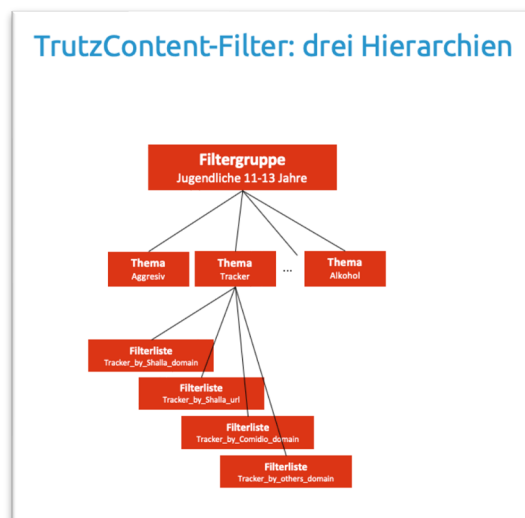 TrutzContent-Filter: drei Hierarchien
Filtergruppe
Jugendliche 11-13 Jahre
Thema
Aggresiv
Thema
Tracker
...
Thema
Alkohol
Filterliste
Tracker_by_Shalla_domain
Filterliste
Tracker_by_Shalla_url
Filterliste
Tracker_by_Comidio_domain
Filterliste
Tracker_by_others_domain